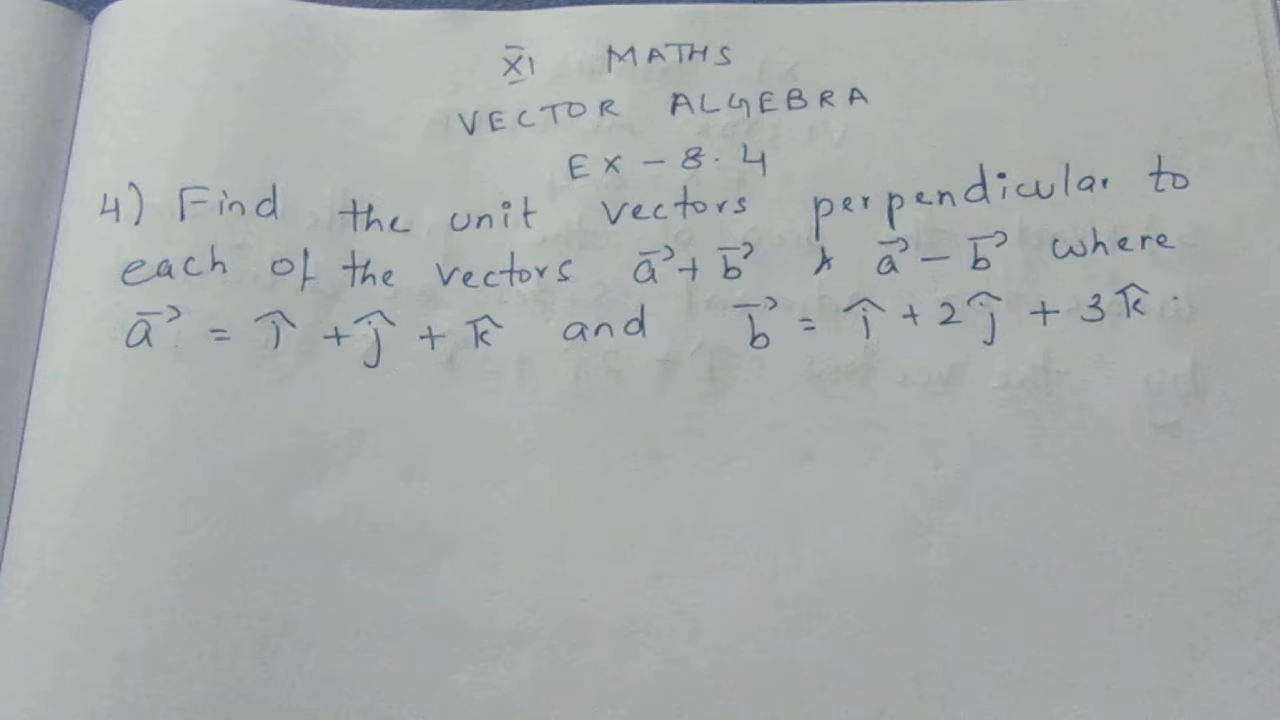 XI MATHS
VECTOR ALGEBRA
EX - 8.4
4) Find the unit vectors perpendicular to
each of the vectors a⃗ + b⃗ & a⃗ - b⃗ where
a⃗ = î + ĵ + k̂ and b⃗ = î + 2ĵ + 3k̂.